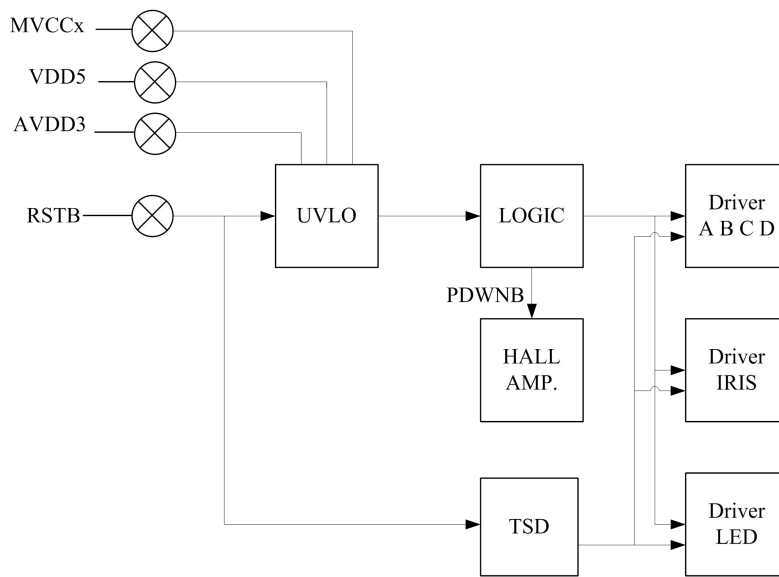 MVCCx
VDD5
AVDD3
RSTB
UVLO
LOGIC
Driver
A B C D
PDWNB
HALL
AMP.
Driver
IRIS
TSD
Driver
LED